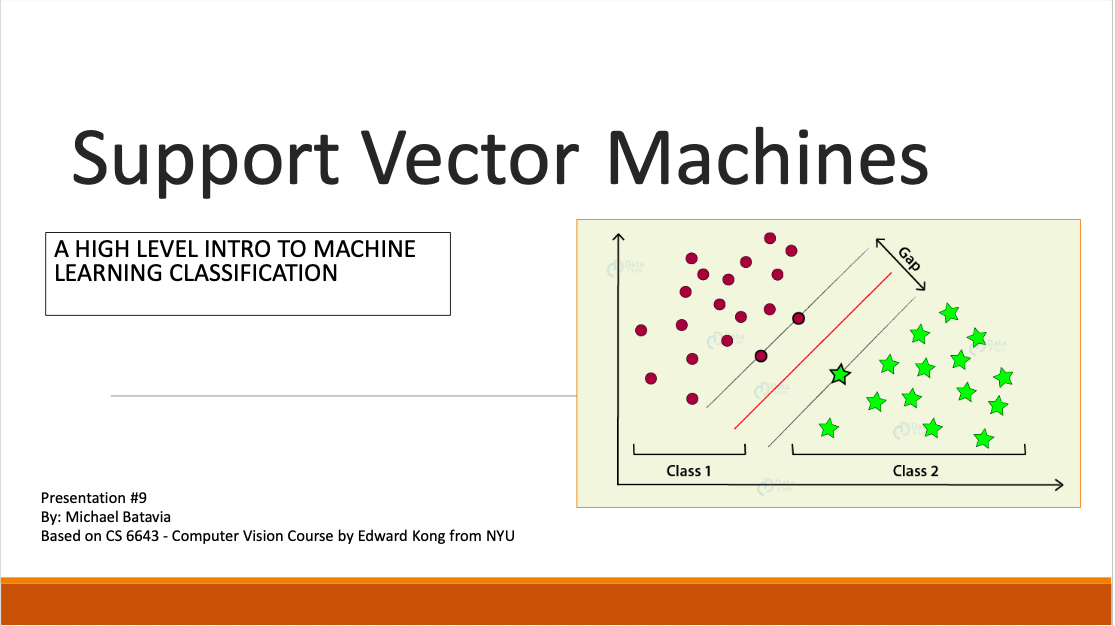 Support Vector Machines
A HIGH LEVEL INTRO TO MACHINE
LEARNING CLASSIFICATION
Gap
Class 1
Class 2
Presentation #9
By: Michael Batavia
Based on CS 6643 - Computer Vision Course by Edward Kong from NYU